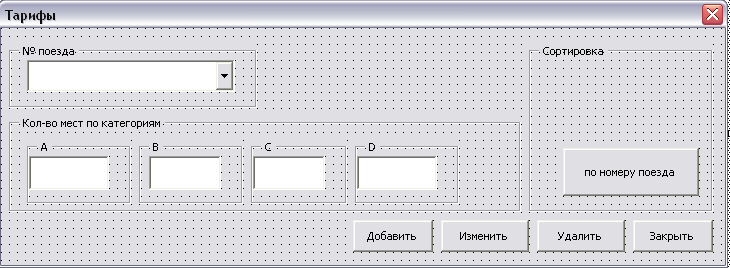 Тарифы
№ поезда
Сортировка
Кол-во мест по категориям
A
B
C
D
по номеру поезда
Добавить
Изменить
Удалить
Закрыть